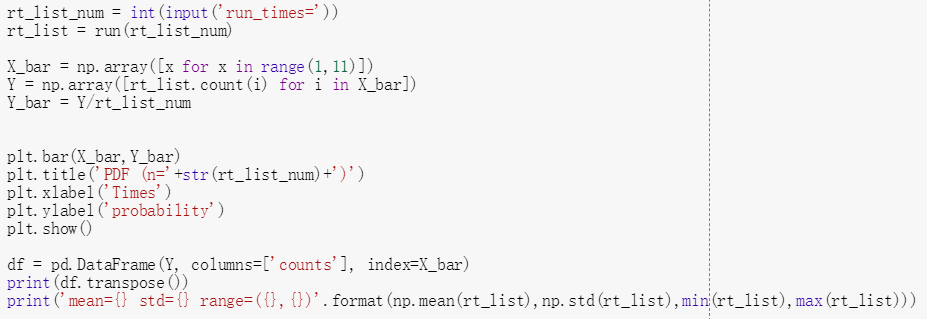 rt_list_num = int(input('run_times='))
rt_list = run(rt_list_num)
X_bar = np.array([x for x in range(1,11)])
Y = np.array([rt_list.count(i) for i in X_bar])
Y_bar = Y/rt_list_num
plt.bar(X_bar,Y_bar)
plt.title('PDF (n='+str(rt_list_num)+')')
plt.xlabel('Times')
plt.ylabel('probability')
plt.show()
df = pd.DataFrame(Y, columns=['counts'], index=X_bar)
print(df.transpose())
print('mean={} std={} range=({},{})'.format(np.mean(rt_list),np.std(rt_list),min(rt_list),max(rt_list)))